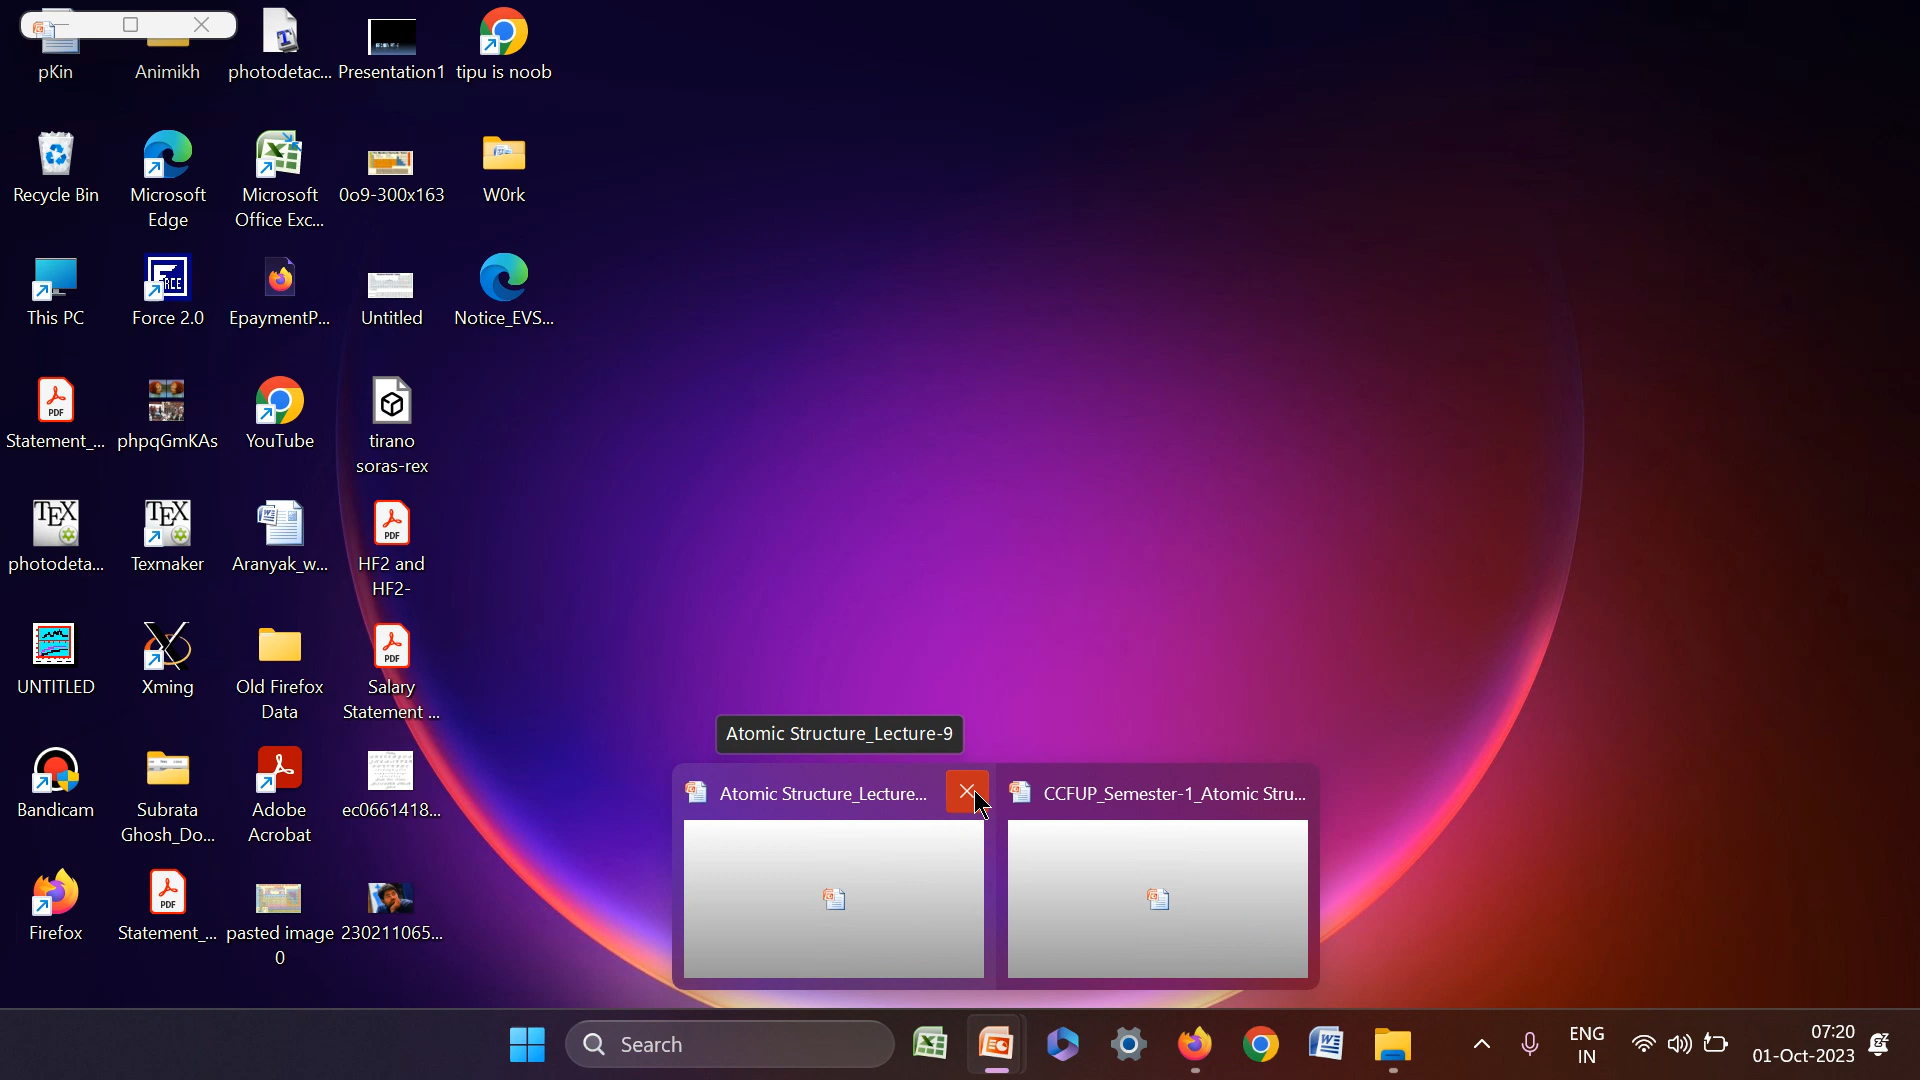 pKin
Animikh
photodetac...
Presentation1
tipu is noob
Recycle Bin
Microsoft
Edge
Microsoft
Office Exc...
0o9-300x163
W0rk
This PC
Force 2.0
EpaymentP...
Untitled
Notice_EVS...
Statement_...
phpqGmKAs
YouTube
tirano
soras-rex
photodeta...
Texmaker
Aranyak_w...
HF2 and
HF2-
UNTITLED
Xming
Old Firefox
Data
Salary
Statement ...
Bandicam
Subrata
Ghosh_Do...
Adobe
Acrobat
ec0661418...
Firefox
Statement_...
pasted image
0
230211065...
Atomic Structure_Lecture-9
Atomic Structure_Lecture...
CCFUP_Semester-1_Atomic Stru...
Search
ENG
IN
07:20
01-Oct-2023